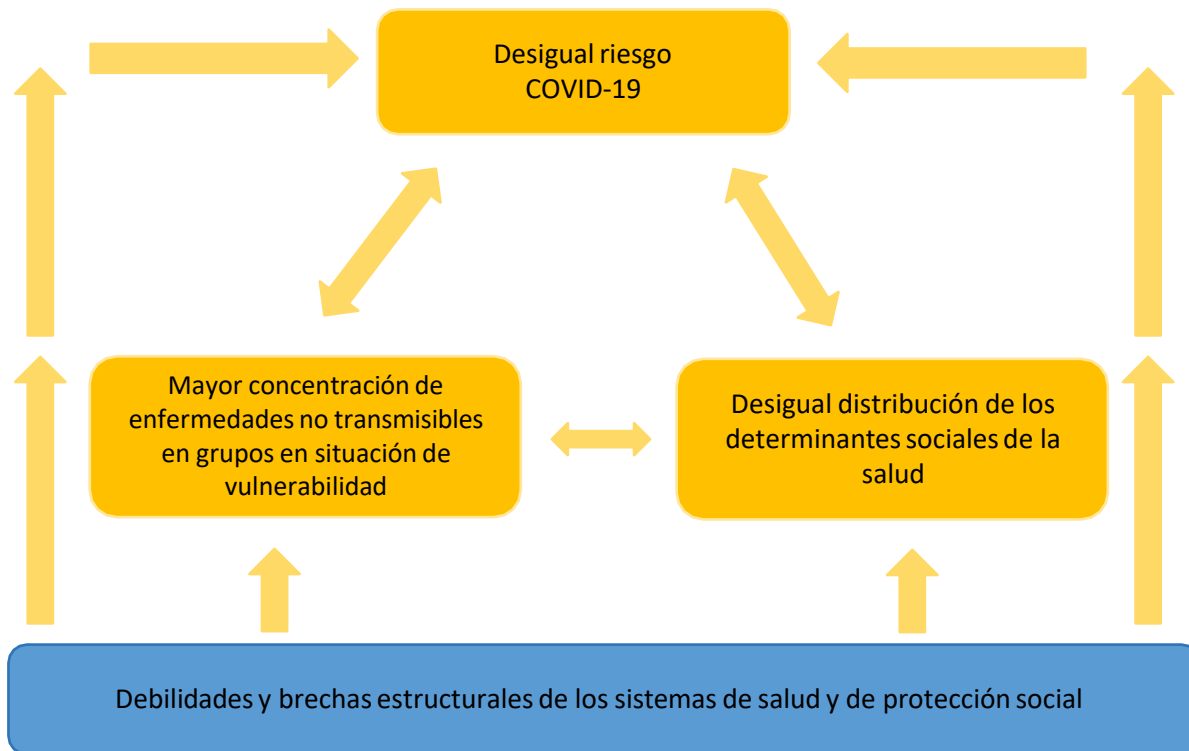 Desigual riesgo
COVID-19
Mayor concentración de
enfermedades no transmisibles
en grupos en situación de
vulnerabilidad
Desigual distribución de los
determinantes sociales de la
salud
Debilidades y brechas estructurales de los sistemas de salud y de protección social